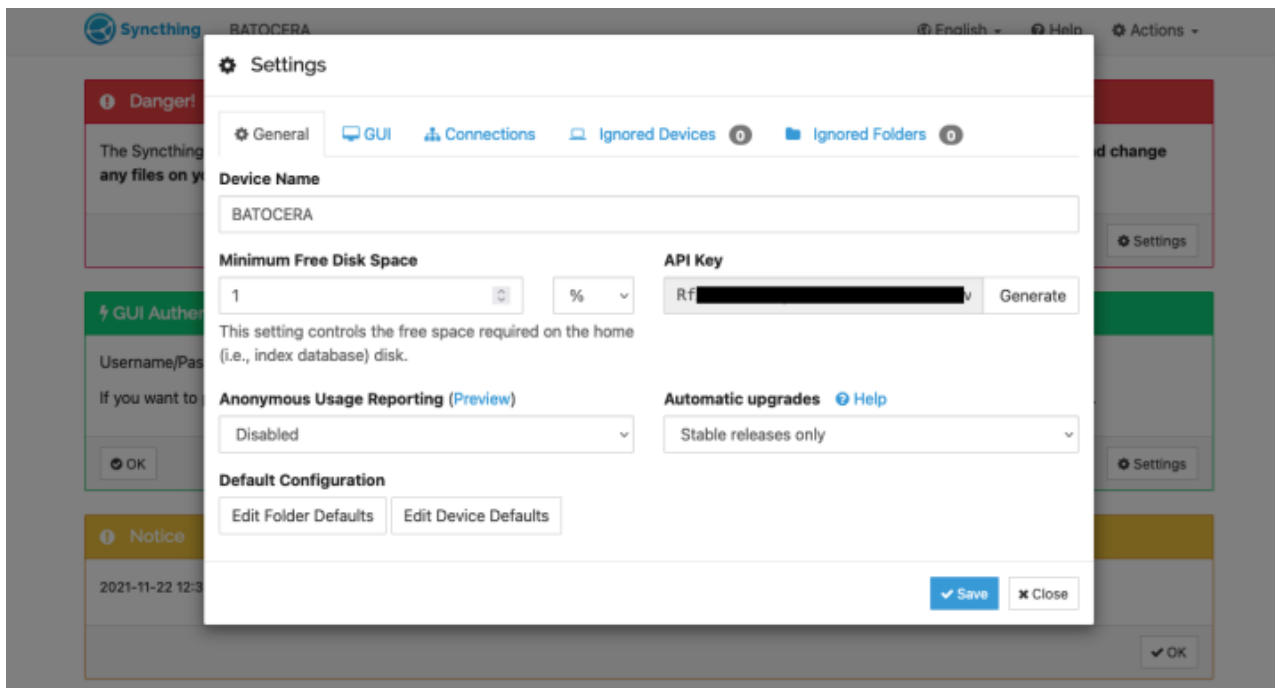 Syncthing BATOCERA English Help Actions
Settings
Danger!
General GUI Connections Ignored Devices 0 Ignored Folders 0
The Syncthing d change
any files on y
Device Name
BATOCERA
Settings
Minimum Free Disk Space API Key
1 % Rf v Generate
GUI Authen
This setting controls the free space required on the home
(i.e., index database) disk.
Username/Pas
If you want to
Anonymous Usage Reporting (Preview) Automatic upgrades Help
Disabled Stable releases only
OK Settings
Default Configuration
Edit Folder Defaults Edit Device Defaults
Notice
2021-11-22 12:3
Save Close
OK